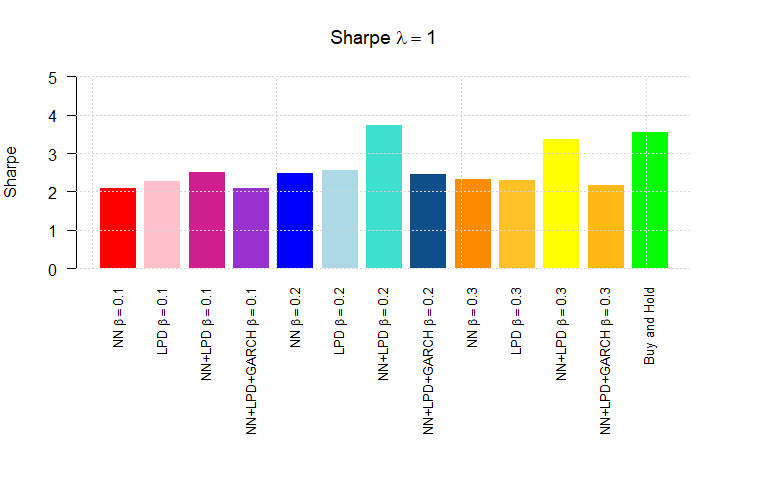 Sharpe λ = 1
Sharpe
5
4
3
2
1
0
NN β = 0.1
LPD β = 0.1
NN+LPD β = 0.1
NN+LPD+GARCH β = 0.1
NN β = 0.2
LPD β = 0.2
NN+LPD β = 0.2
NN+LPD+GARCH β = 0.2
NN β = 0.3
LPD β = 0.3
NN+LPD β = 0.3
NN+LPD+GARCH β = 0.3
Buy and Hold